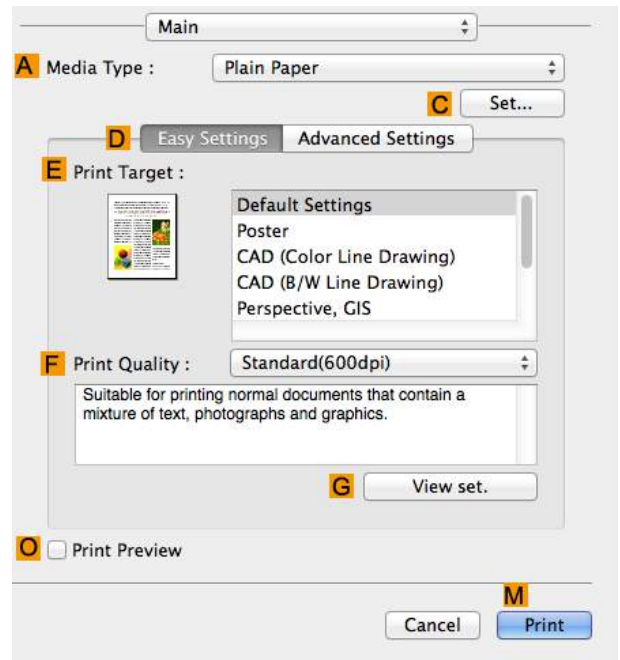 Main
A Media Type : Plain Paper
C Set...
D Easy Settings Advanced Settings
E Print Target :
Default Settings
Poster
CAD (Color Line Drawing)
CAD (B/W Line Drawing)
Perspective, GIS
F Print Quality : Standard(600dpi)
Suitable for printing normal documents that contain a
mixture of text, photographs and graphics.
G View set.
O Print Preview
M
Cancel Print